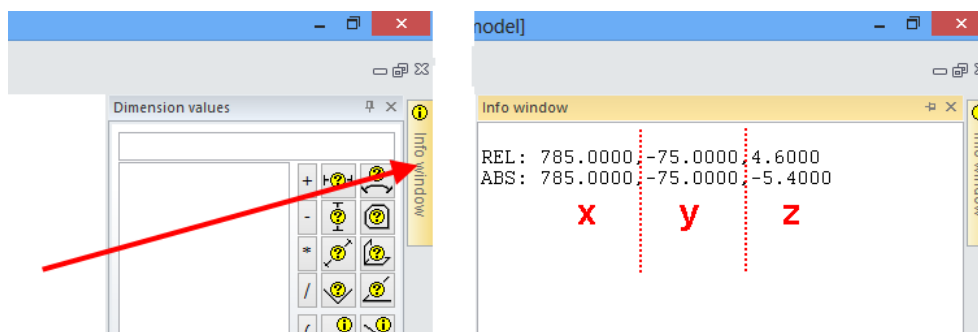 Dimension values
Info window
+
-
*
/
(
model]
Info window
REL: 785.0000,-75.0000,4.6000
ABS: 785.0000,-75.0000,-5.4000
x y z